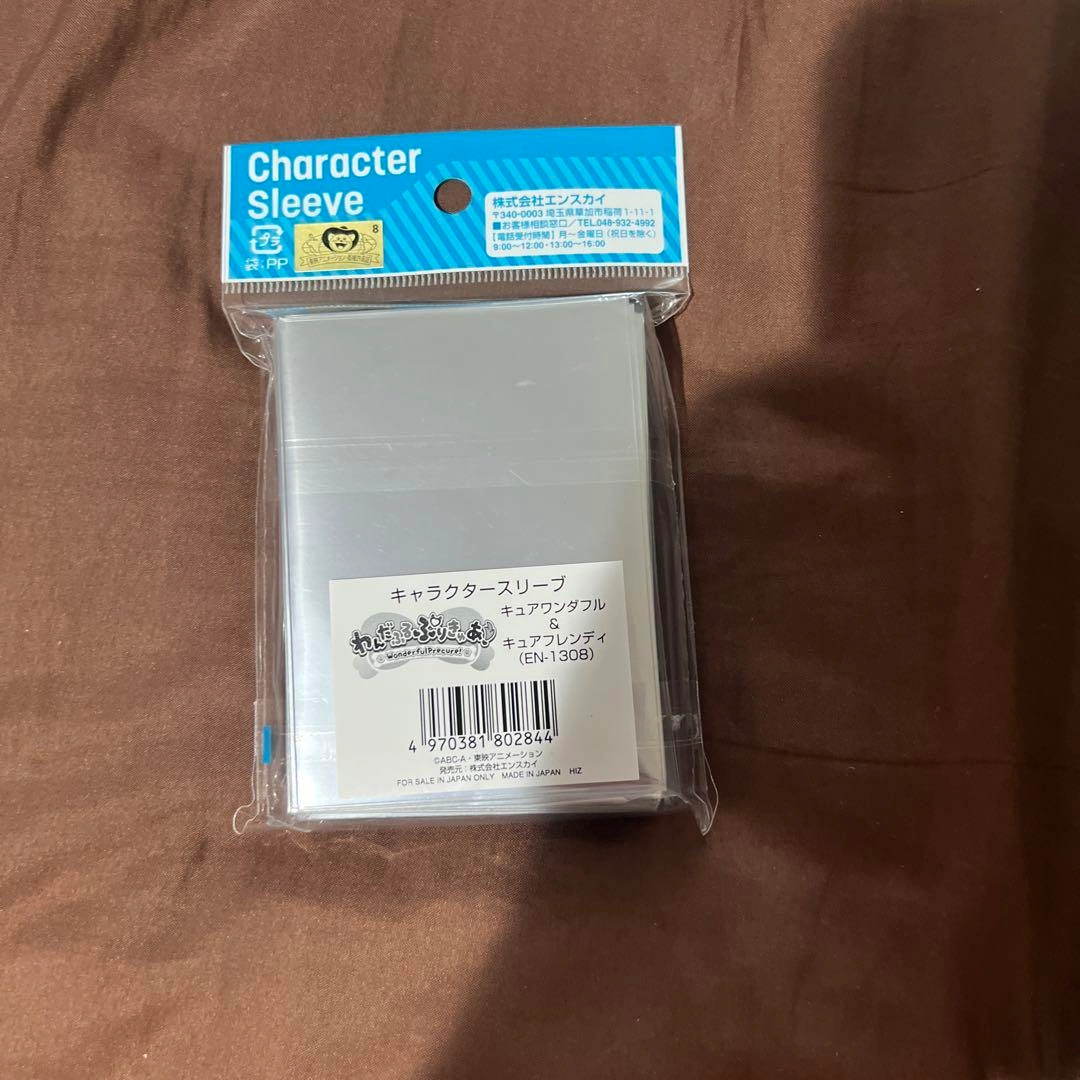 Character
Sleeve
プラ
袋:PP
8
株式会社エンスカイ
〒340-0003 埼玉県草加市稲荷1-11-1
■お客様相談窓口/TEL.048-932-4992
【電話受付時間】月~金曜日(祝日を除く)
9:00~12:00・13:00~16:00
キャラクタースリーブ
わんだふるぷりきゅあ!
WonderfulPrecure!
キュアワンダフル
&
キュアフレンディ
(EN-1308)
4 970381 802844
©ABC-A・東映アニメーション
発売元:株式会社エンスカイ
FOR SALE IN JAPAN ONLY MADE IN JAPAN HIZ